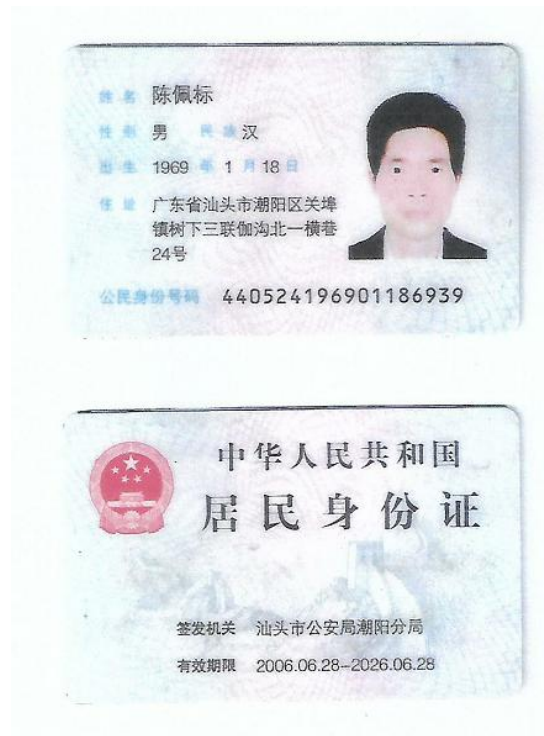 姓名 陈佩标
性别 男 民族 汉
出生 1969 年 1 月 18 日
住址 广东省汕头市潮阳区关埠
镇树下三联伽沟北一横巷
24号
公民身份号码 440524196901186939
中华人民共和国
居民身份证
签发机关 汕头市公安局潮阳分局
有效期限 2006.06.28-2026.06.28